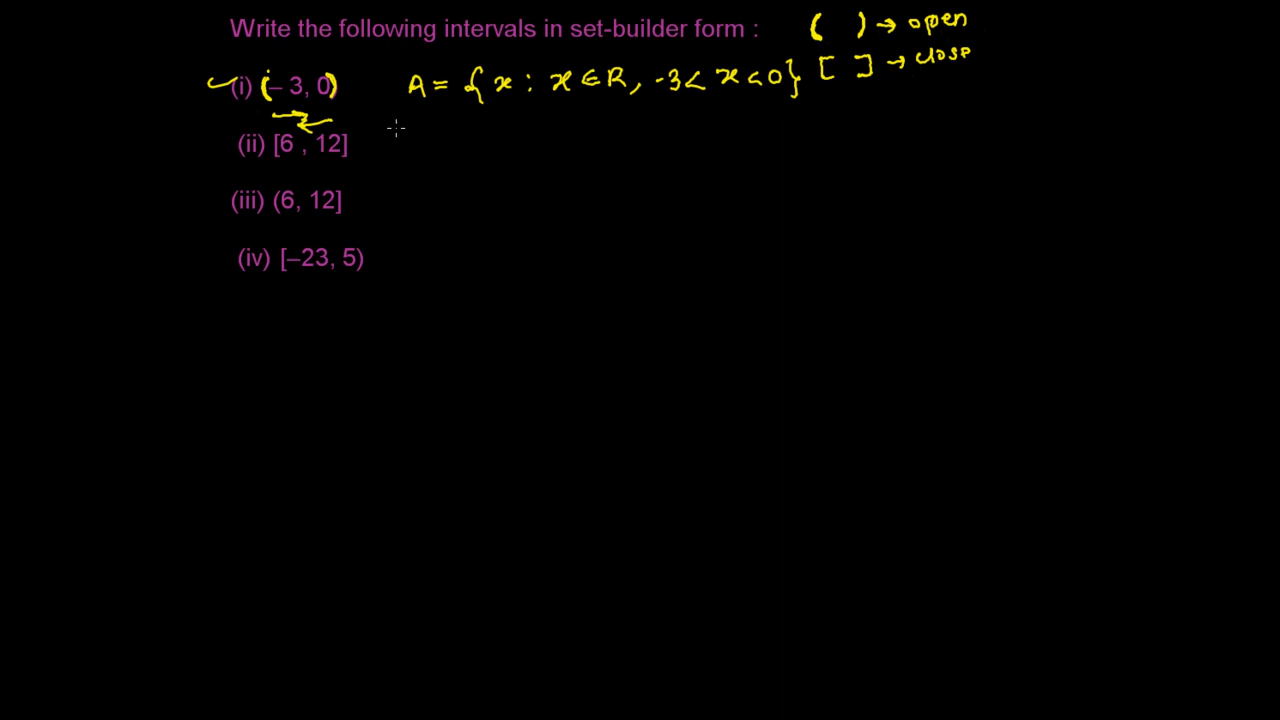 Write the following intervals in set-builder form : ( ) → open
(i) (– 3, 0) A = { x : x ∈ R, -3 < x < 0} [ ] → close
(ii) [6 , 12]
(iii) (6, 12]
(iv) [–23, 5)